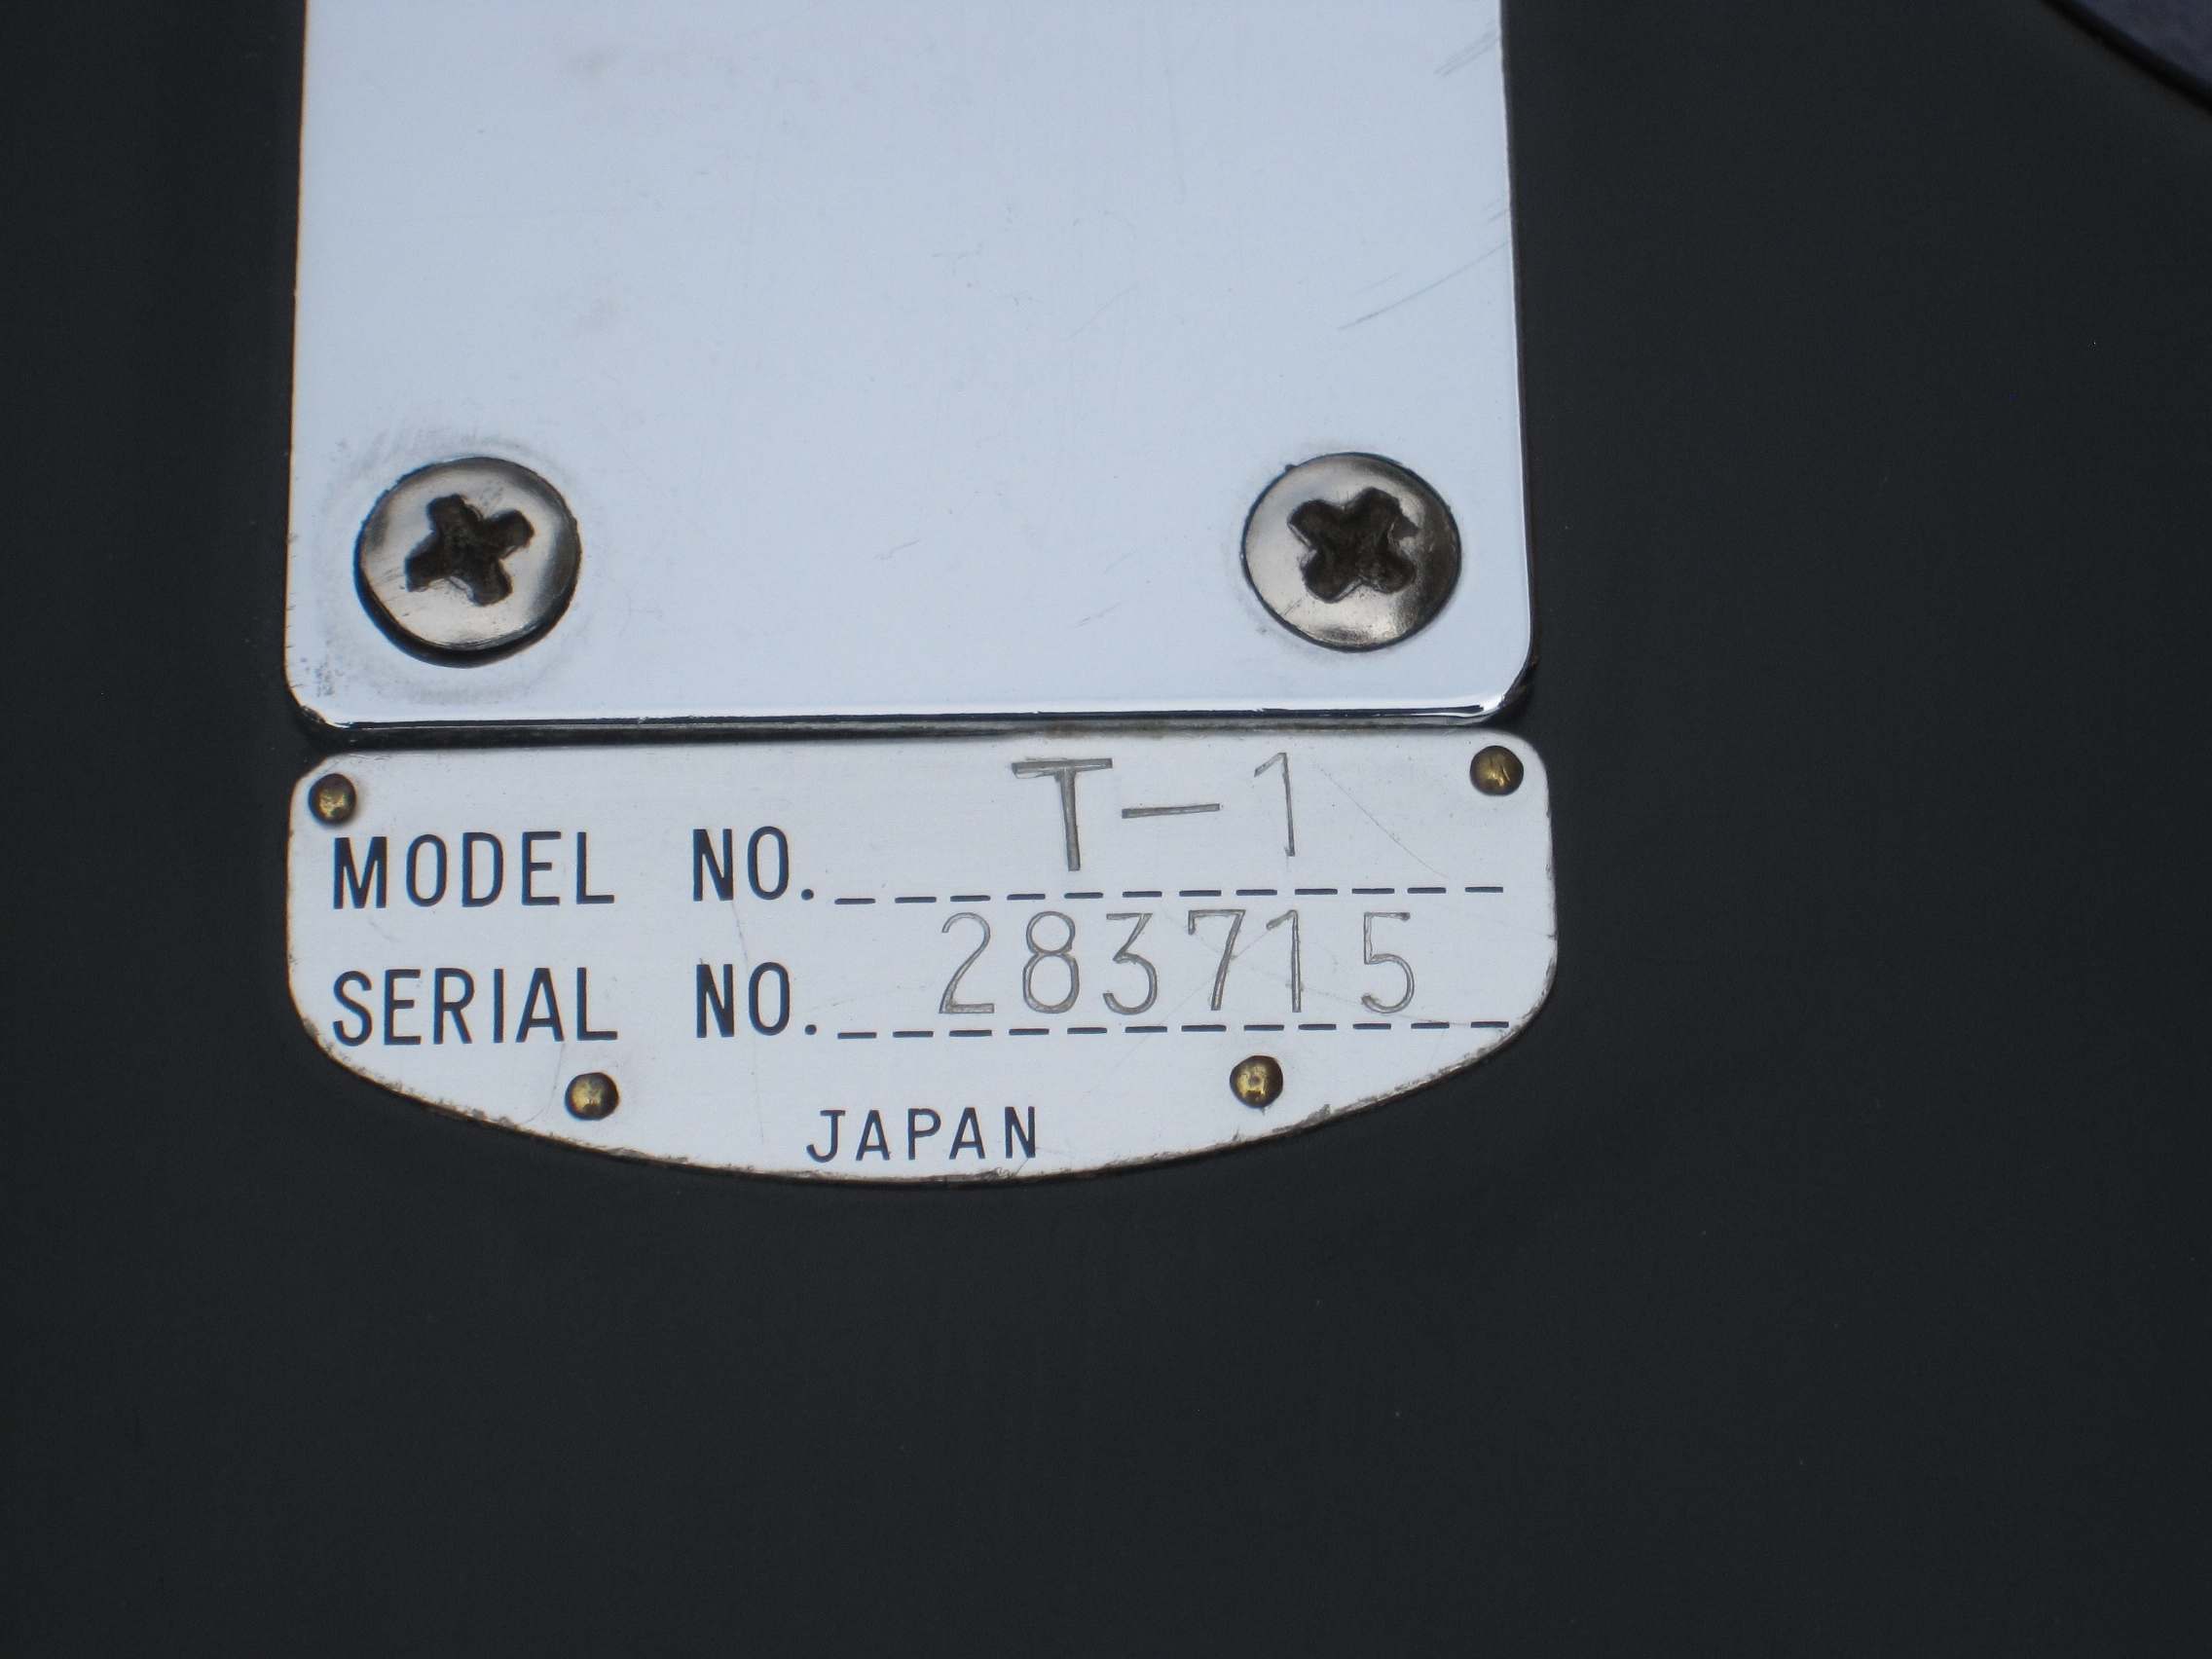 MODEL NO. T-1
SERIAL NO. 283715
JAPAN